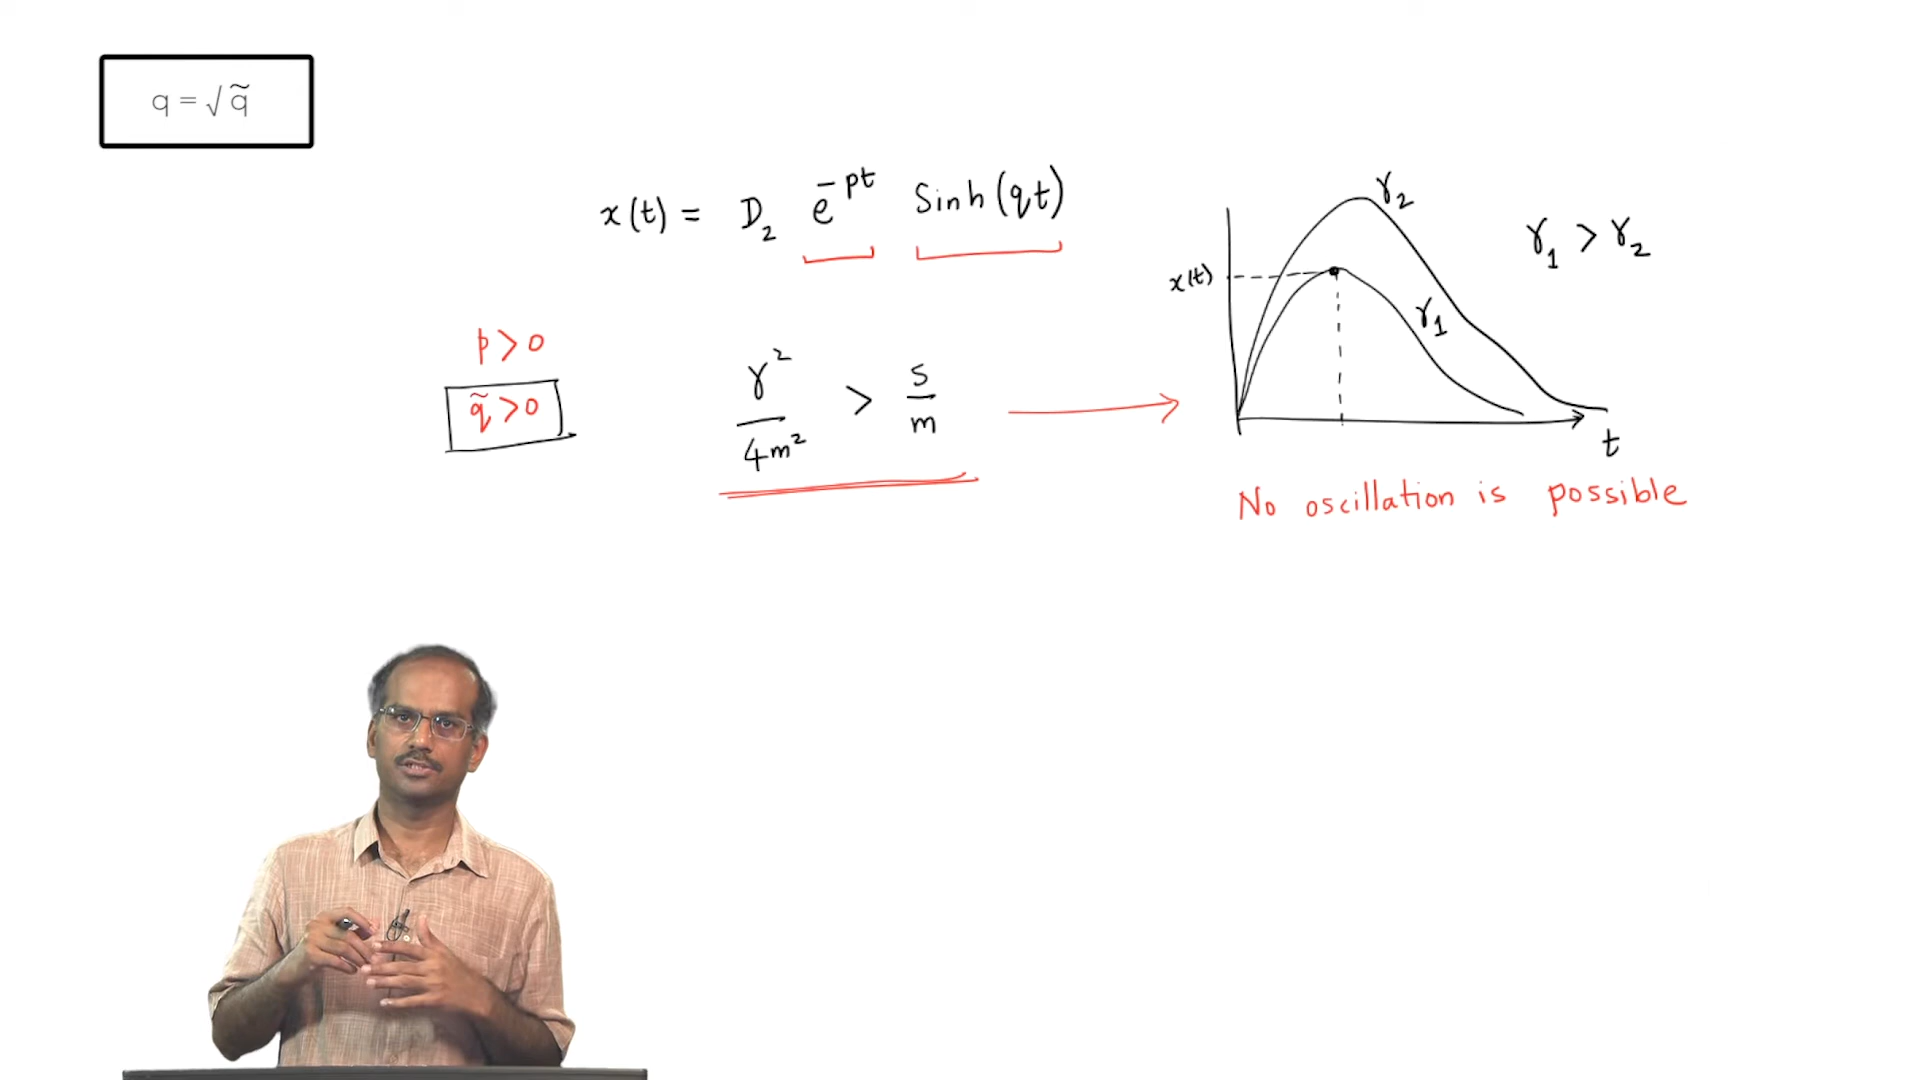 q = √q̃
x(t) = D₂ e^{-pt} Sinh(qt)
p > 0
q̃ > 0
γ²/4m² > s/m
γ₂
γ₁ > γ₂
x(t)
γ₁
t
No oscillation is possible